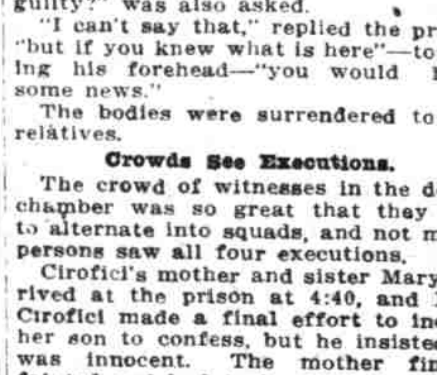 guilty?" was also asked.
"I can't say that," replied the pr
"but if you knew what is here"—to
ing his forehead—"you would
some news."
The bodies were surrendered to
relatives.
Crowds See Executions.
The crowd of witnesses in the d
chamber was so great that they
to alternate into squads, and not m
persons saw all four executions.
Cirofici's mother and sister Mary
rived at the prison at 4:40, and
Cirofici made a final effort to in
her son to confess, but he insiste
was innocent. The mother fin